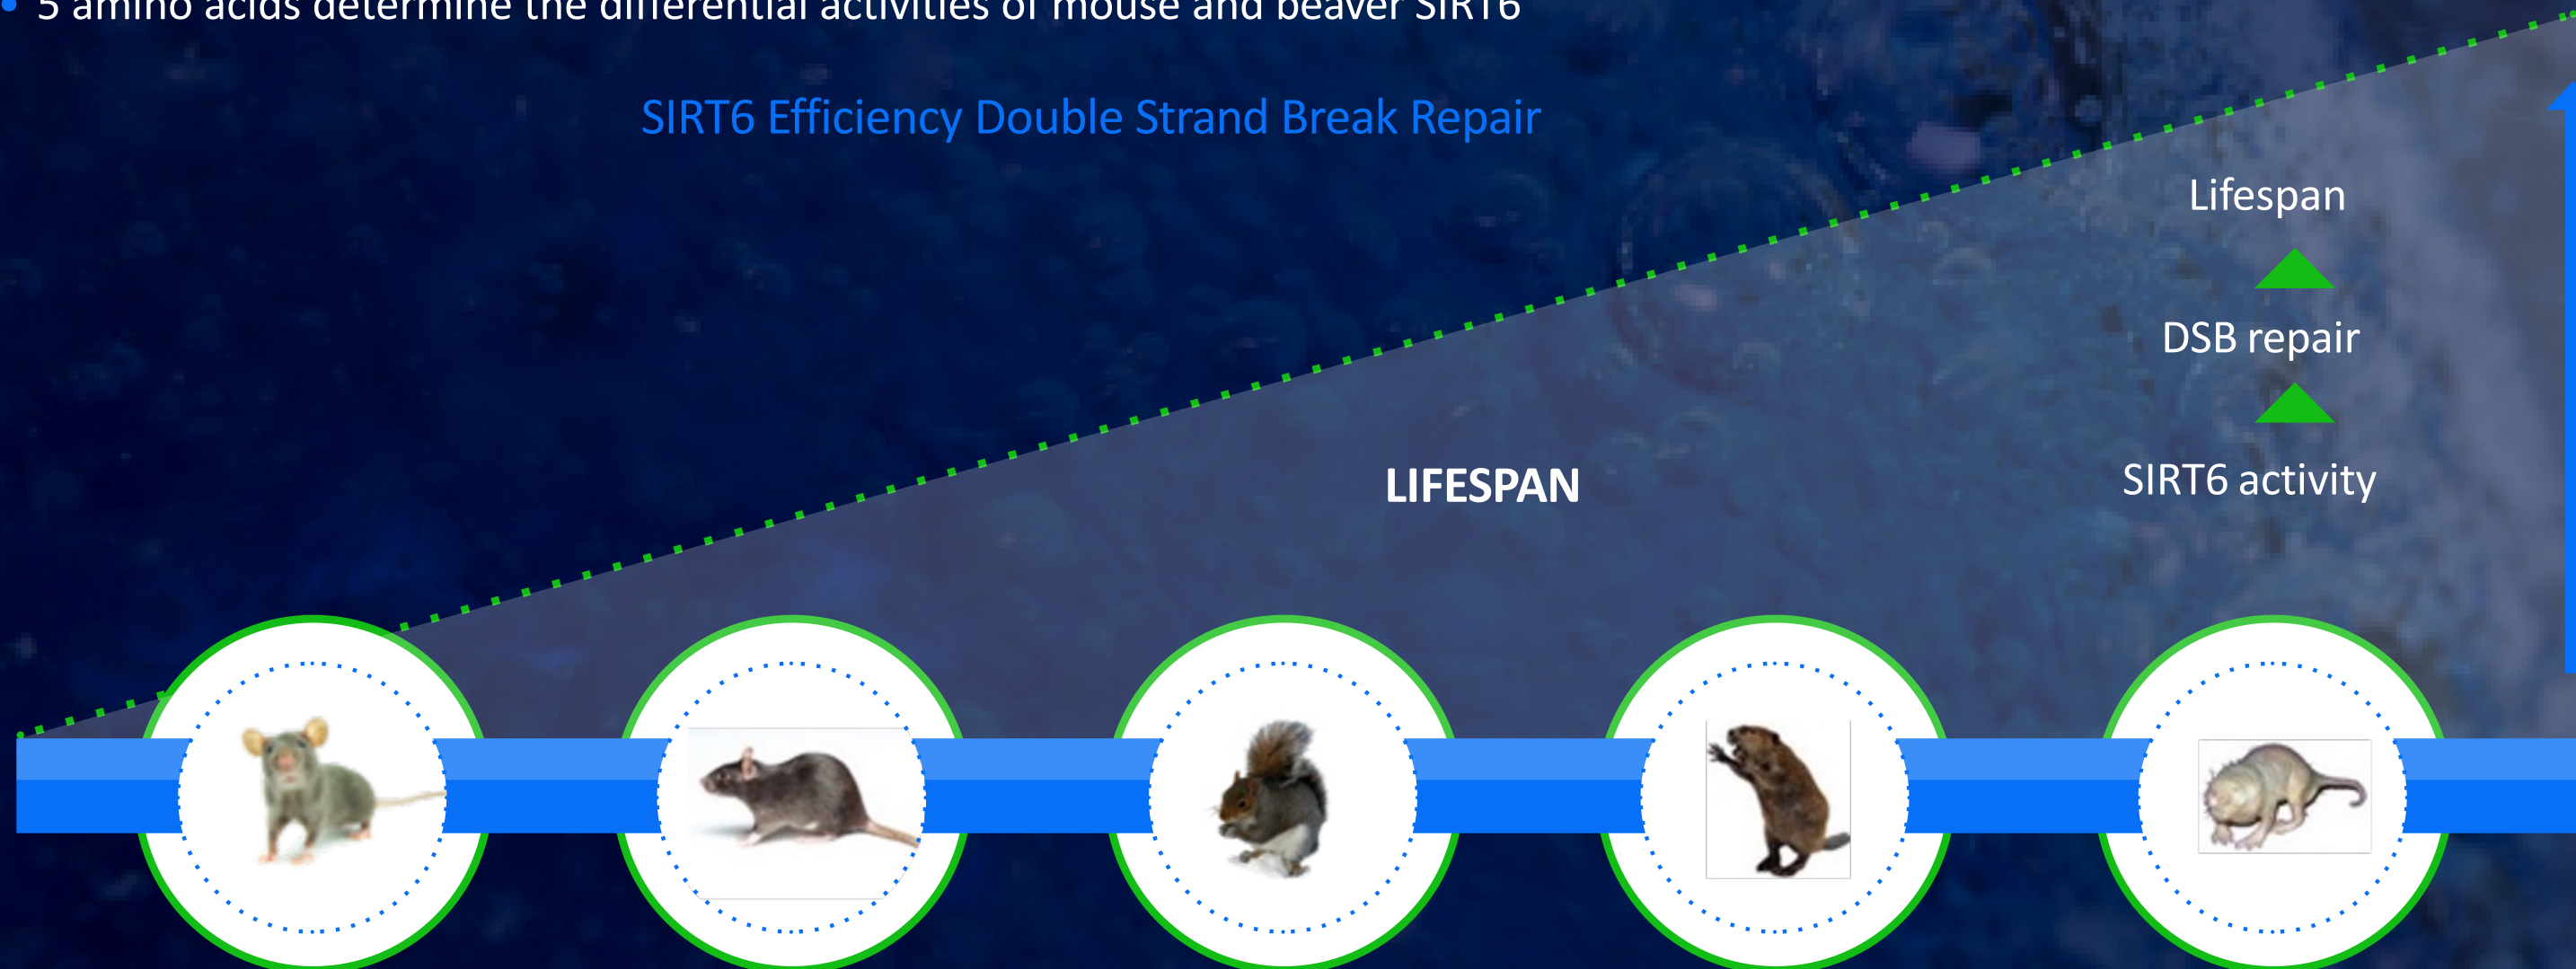 • 5 amino acids determine the differential activities of mouse and beaver SIRT6
SIRT6 Efficiency Double Strand Break Repair
Lifespan
DSB repair
SIRT6 activity
LIFESPAN